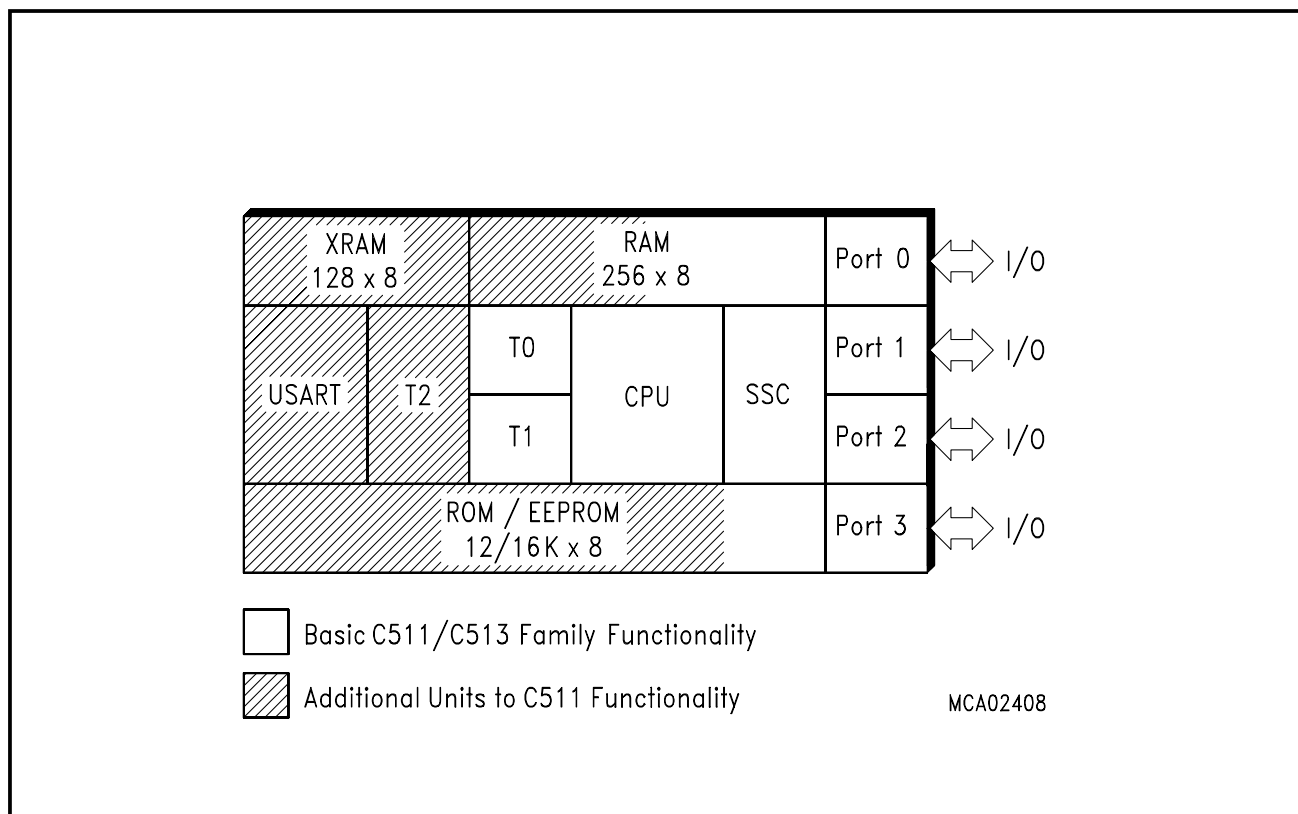 XRAM
128 x 8
RAM
256 x 8
Port 0
I/O
USART
T2
T0
T1
CPU
SSC
Port 1
I/O
Port 2
I/O
ROM / EEPROM
12/16K x 8
Port 3
I/O
Basic C511/C513 Family Functionality
Additional Units to C511 Functionality
MCA02408